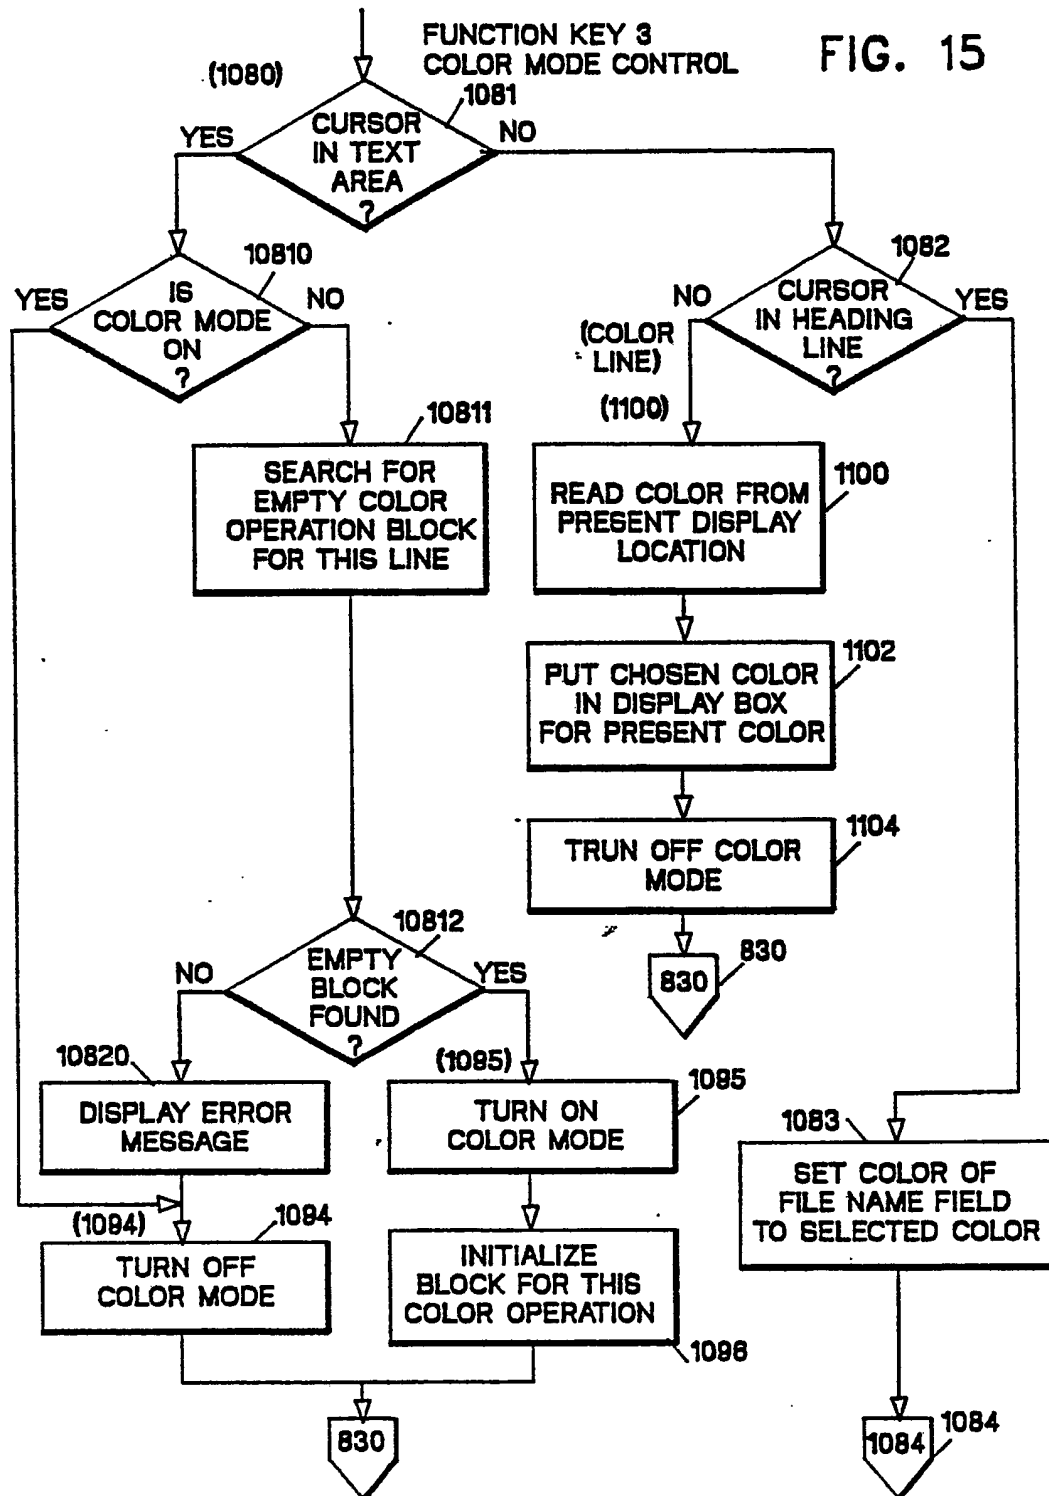 FUNCTION KEY 3
COLOR MODE CONTROL
FIG. 15
(1080)
1081
CURSOR
IN TEXT
AREA
?
YES
NO
10810
IS
COLOR MODE
ON
?
YES
NO
1082
CURSOR
IN HEADING
LINE
?
NO
YES
(COLOR
LINE)
(1100)
10811
SEARCH FOR
EMPTY COLOR
OPERATION BLOCK
FOR THIS LINE
1100
READ COLOR FROM
PRESENT DISPLAY
LOCATION
1102
PUT CHOSEN COLOR
IN DISPLAY BOX
FOR PRESENT COLOR
1104
TRUN OFF COLOR
MODE
830
830
10812
EMPTY
BLOCK
FOUND
?
NO
YES
10820
DISPLAY ERROR
MESSAGE
(1095)
1095
TURN ON
COLOR MODE
1083
SET COLOR OF
FILE NAME FIELD
TO SELECTED COLOR
(1094)
1094
TURN OFF
COLOR MODE
INITIALIZE
BLOCK FOR THIS
COLOR OPERATION
1096
830
1084
1084